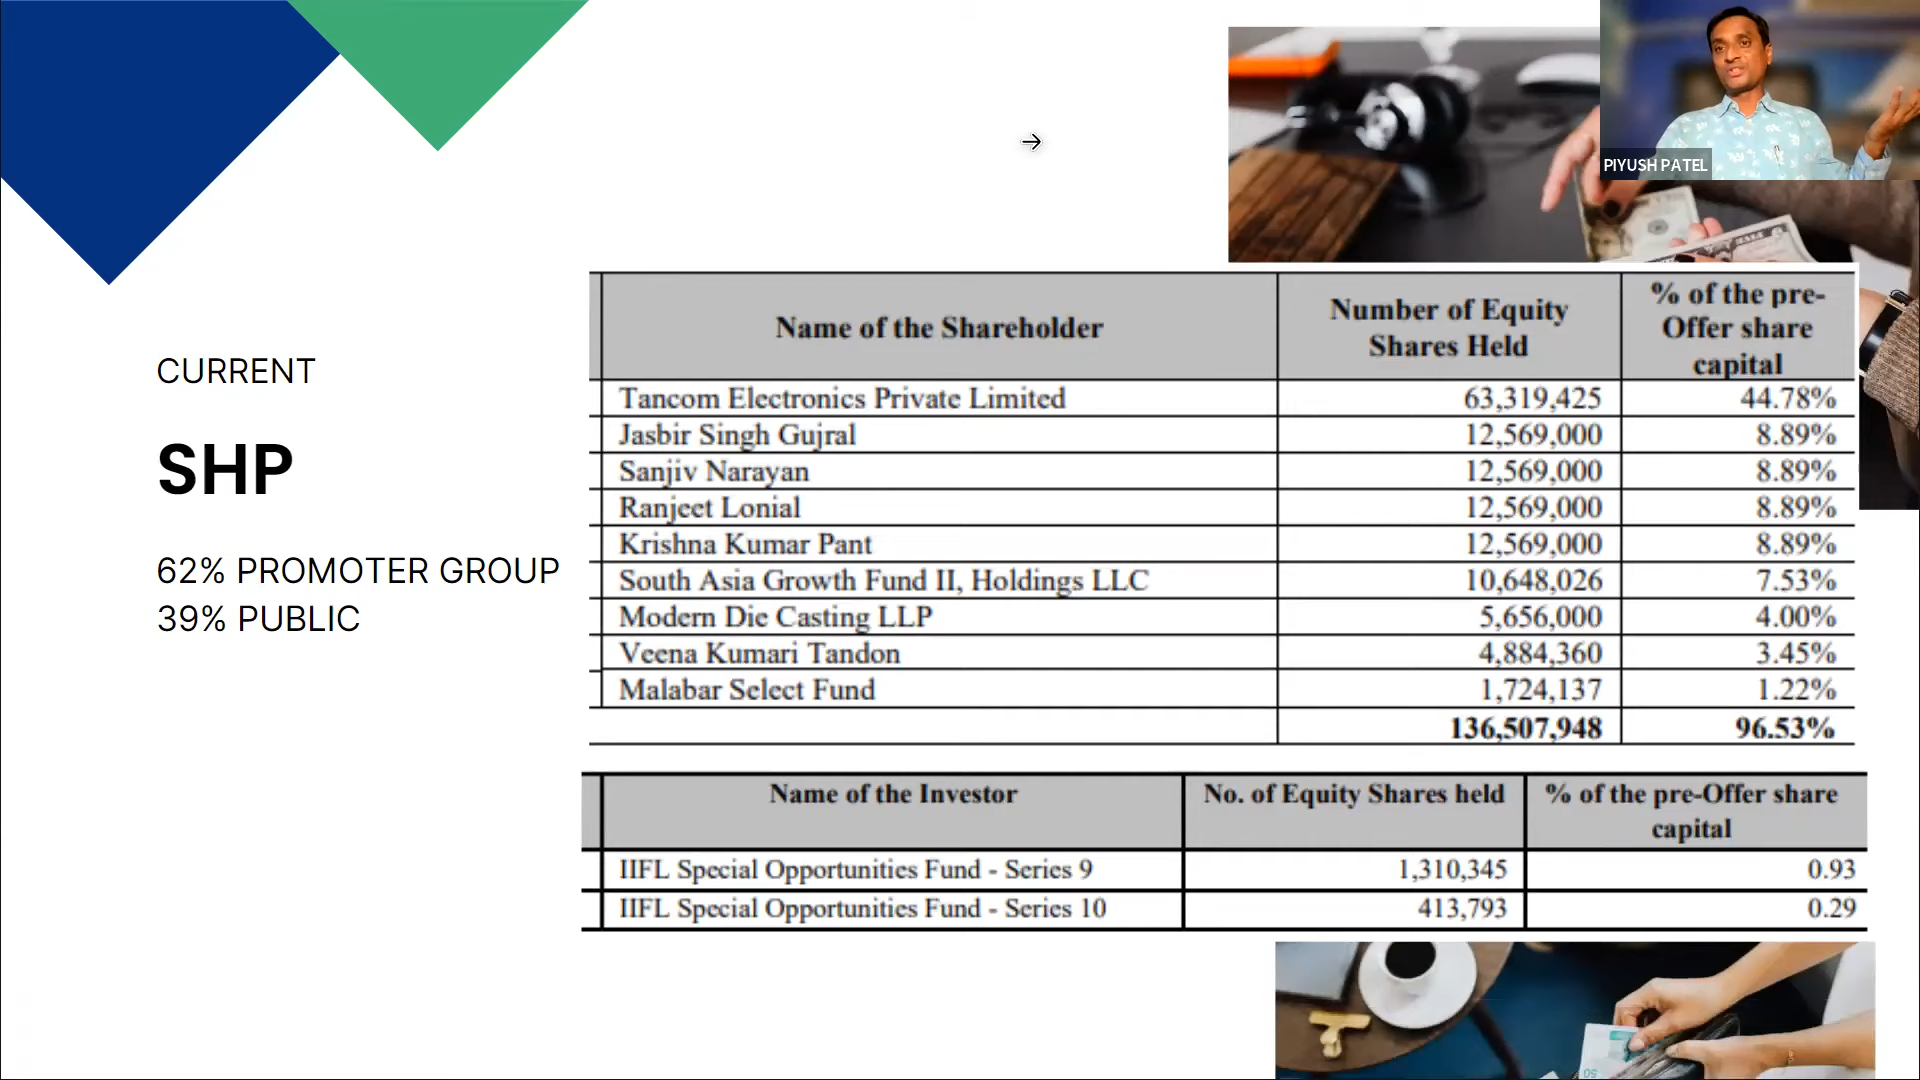 PIYUSH PATEL
CURRENT
SHP
62% PROMOTER GROUP
39% PUBLIC
Name of the Shareholder
Number of Equity
Shares Held
% of the pre-
Offer share
capital
Tancom Electronics Private Limited 63,319,425 44.78%
Jasbir Singh Gujral 12,569,000 8.89%
Sanjiv Narayan 12,569,000 8.89%
Ranjeet Lonial 12,569,000 8.89%
Krishna Kumar Pant 12,569,000 8.89%
South Asia Growth Fund II, Holdings LLC 10,648,026 7.53%
Modern Die Casting LLP 5,656,000 4.00%
Veena Kumari Tandon 4,884,360 3.45%
Malabar Select Fund 1,724,137 1.22%
136,507,948 96.53%
Name of the Investor
No. of Equity Shares held
% of the pre-Offer share
capital
IIFL Special Opportunities Fund - Series 9 1,310,345 0.93
IIFL Special Opportunities Fund - Series 10 413,793 0.29
50